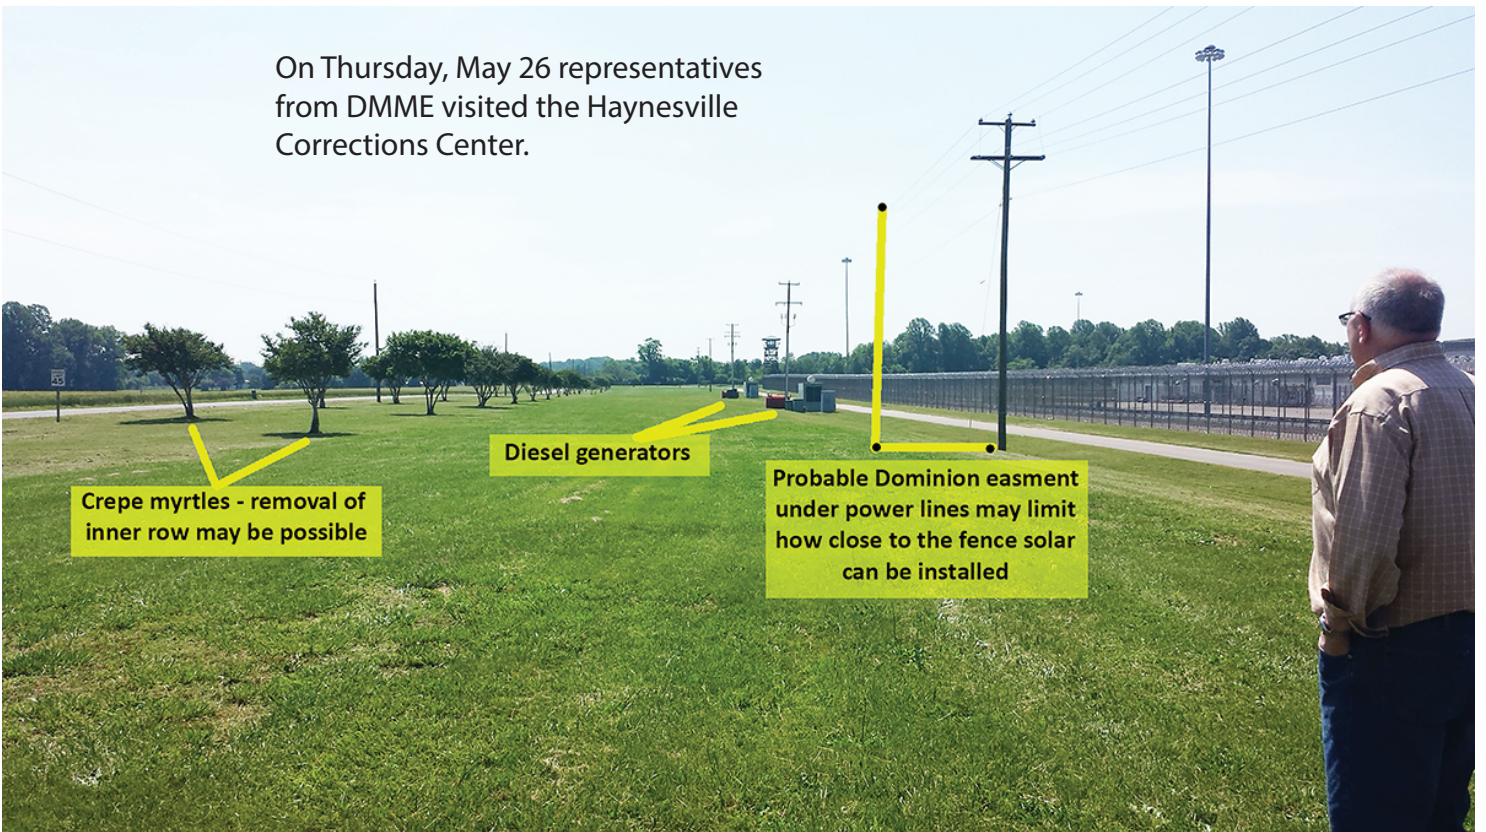 On Thursday, May 26 representatives
from DMME visited the Haynesville
Corrections Center.
45
Diesel generators
Crepe myrtles - removal of
inner row may be possible
Probable Dominion easment
under power lines may limit
how close to the fence solar
can be installed